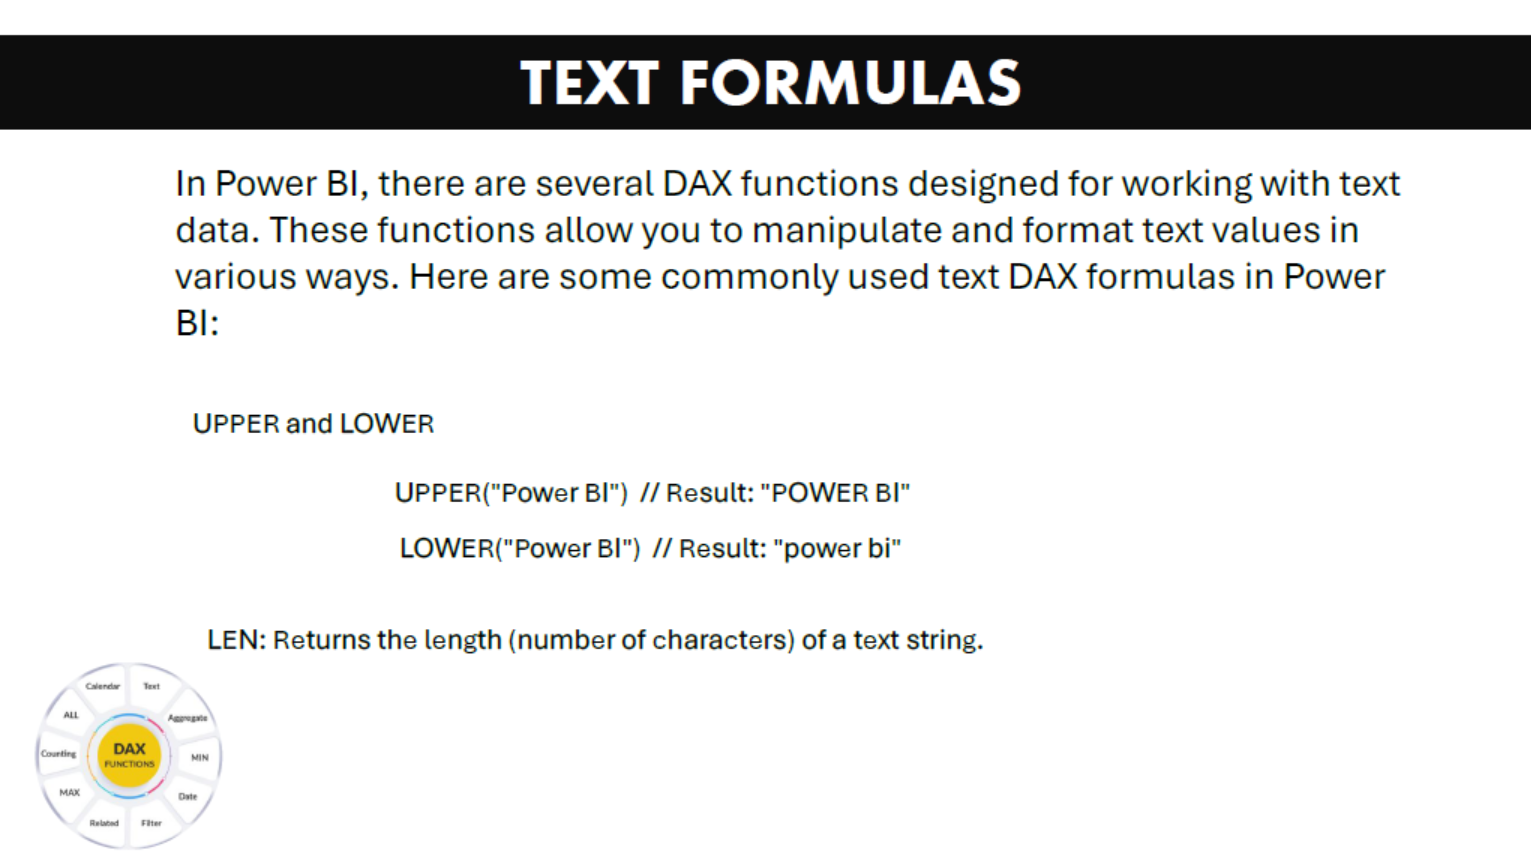 TEXT FORMULAS
In Power BI, there are several DAX functions designed for working with text
data. These functions allow you to manipulate and format text values in
various ways. Here are some commonly used text DAX formulas in Power
BI:
UPPER and LOWER
UPPER("Power BI")  // Result: "POWER BI"
LOWER("Power BI")  // Result: "power bi"
LEN: Returns the length (number of characters) of a text string.
Calendar
Text
ALL
Aggregate
Counting
DAX
FUNCTIONS
MIN
MAX
Date
Related
Filter